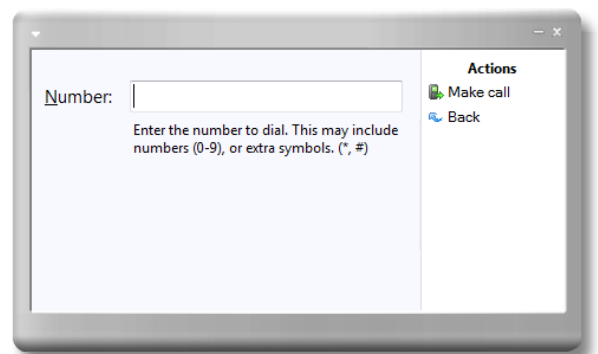 Number:
Enter the number to dial. This may include
numbers (0-9), or extra symbols. (*, #)
Actions
Make call
Back